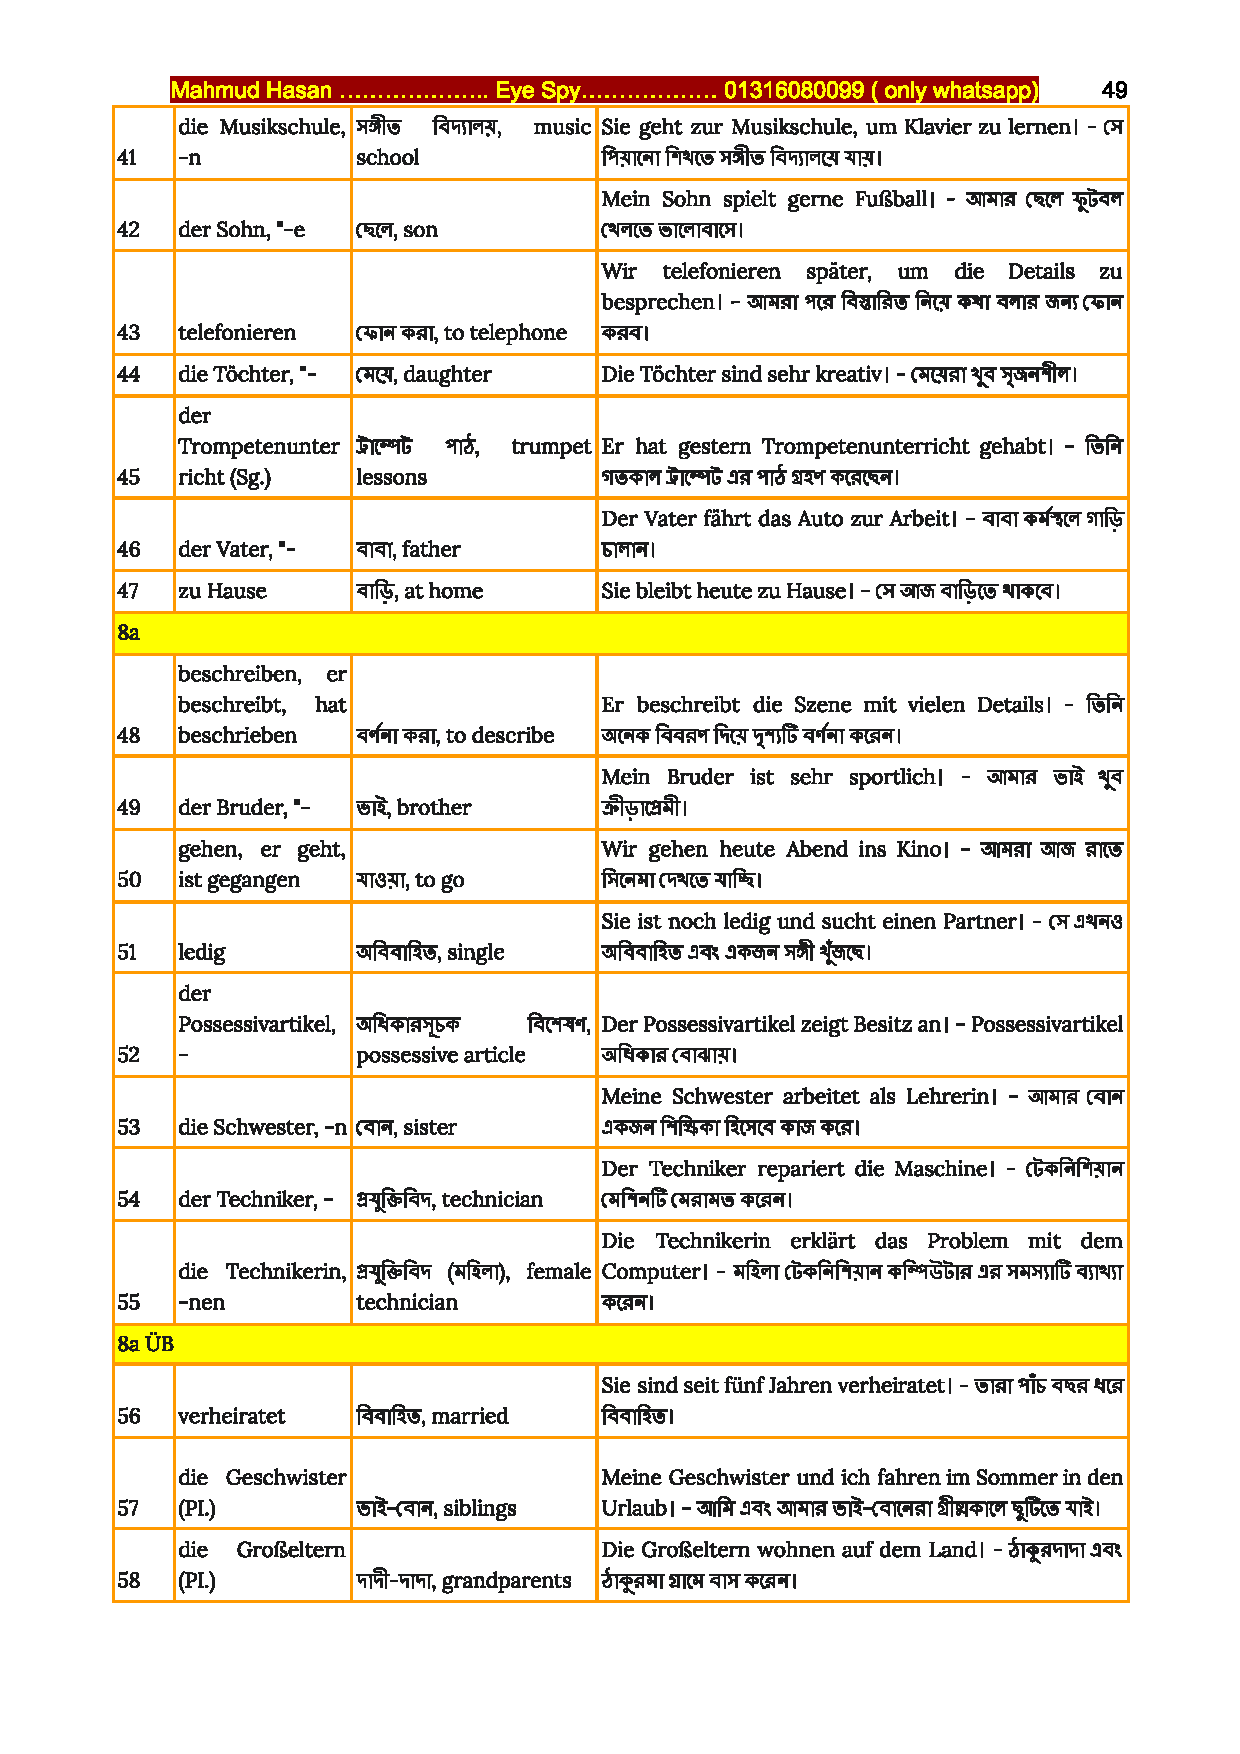 Mahmud Hasan ……………….. Eye Spy……………… 01316080099 ( only whatsapp) 49
die Musikschule, সঙ্গীত বিদ্যালয়, music Sie geht zur Musikschule, um Klavier zu lernen। - সে
41 -n school পিয়ানো শিখতে সঙ্গীত বিদ্যালয়ে যায়।
Mein Sohn spielt gerne Fußball। - আমার ছেলে ফুটবল
42 der Sohn, "-e ছেলে, son খেলতে ভালোবাসে।
Wir telefonieren später, um die Details zu
besprechen। - আমরা পরে বিস্তারিত নিয়ে কথা বলার জন্য ফোন
43 telefonieren ফোন করা, to telephone করব।
44 die Töchter, "- মেয়ে, daughter Die Töchter sind sehr kreativ। - মেয়েরা খুব সৃজনশীল।
der
Trompetenunter ট্রাম্পেট পাঠ, trumpet Er hat gestern Trompetenunterricht gehabt। - তিনি
45 richt (Sg.) lessons গতকাল ট্রাম্পেট এর পাঠ গ্রহণ করেছেন।
Der Vater fährt das Auto zur Arbeit। - বাবা কর্মস্থলে গাড়ি
46 der Vater, "- বাবা, father চালান।
47 zu Hause বাড়ি, at home Sie bleibt heute zu Hause। - সে আজ বাড়িতে থাকবে।
8a
beschreiben, er
beschreibt, hat Er beschreibt die Szene mit vielen Details। - তিনি
48 beschrieben বর্ণনা করা, to describe অনেক বিবরণ দিয়ে দৃশ্যটি বর্ণনা করেন।
Mein Bruder ist sehr sportlich। - আমার ভাই খুব
49 der Bruder, "- ভাই, brother ক্রীড়াপ্রেমী।
gehen, er geht, Wir gehen heute Abend ins Kino। - আমরা আজ রাতে
50 ist gegangen যাওয়া, to go সিনেমা দেখতে যাচ্ছি।
Sie ist noch ledig und sucht einen Partner। - সে এখনও
51 ledig অবিবাহিত, single অবিবাহিত এবং একজন সঙ্গী খুঁজছে।
der
Possessivartikel, অধিকারসূচক বিশেষণ, Der Possessivartikel zeigt Besitz an। - Possessivartikel
52 - possessive article অধিকার বোঝায়।
Meine Schwester arbeitet als Lehrerin। - আমার বোন
53 die Schwester, -n বোন, sister একজন শিক্ষিকা হিসেবে কাজ করে।
Der Techniker repariert die Maschine। - টেকনিশিয়ান
54 der Techniker, - প্রযুক্তিবিদ, technician মেশিনটি মেরামত করেন।
Die Technikerin erklärt das Problem mit dem
die Technikerin, প্রযুক্তিবিদ (মহিলা), female Computer। - মহিলা টেকনিশিয়ান কম্পিউটার এর সমস্যাটি ব্যাখ্যা
55 -nen technician করেন।
8a ÜB
Sie sind seit fünf Jahren verheiratet। - তারা পাঁচ বছর ধরে
56 verheiratet বিবাহিত, married বিবাহিত।
die Geschwister Meine Geschwister und ich fahren im Sommer in den
57 (PI.) ভাই-বোন, siblings Urlaub। - আমি এবং আমার ভাই-বোনেরা গ্রীষ্মকালে ছুটিতে যাই।
die Großeltern Die Großeltern wohnen auf dem Land। - ঠাকুরদাদা এবং
58 (PI.) দাদী-দাদা, grandparents ঠাকুরমা গ্রামে বাস করেন।